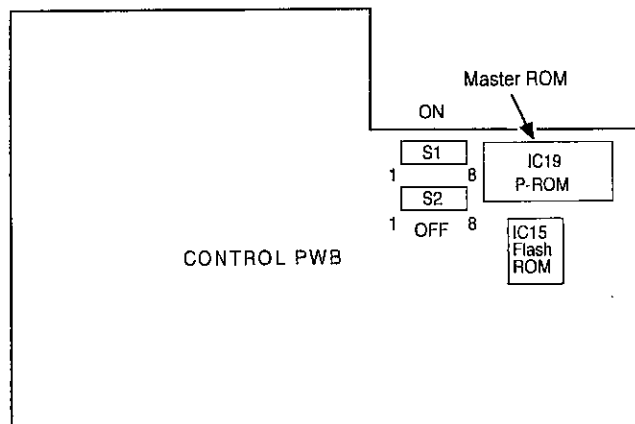 Master ROM
ON
S1
1 8
IC19
P-ROM
S2
1 OFF 8
IC15
Flash
ROM
CONTROL PWB